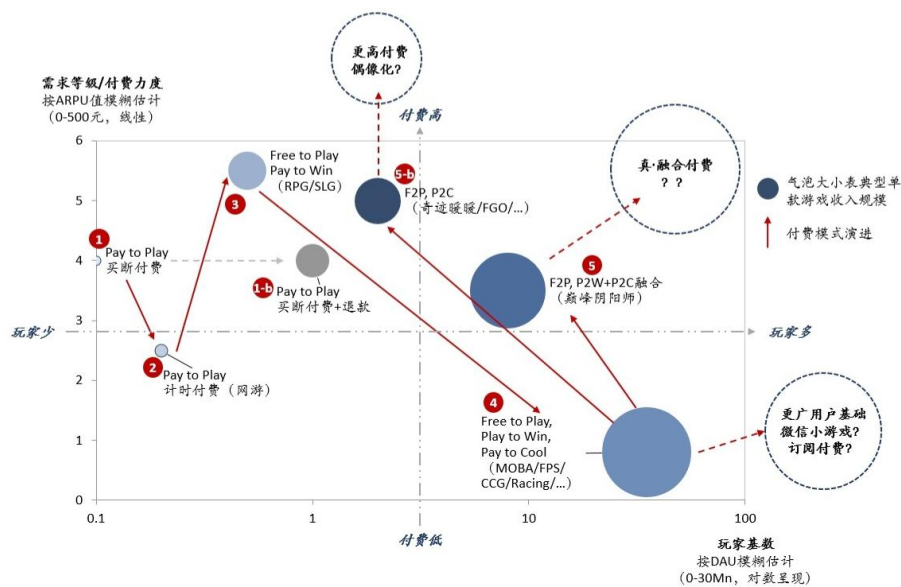 更高付费
偶像化?
需求等级/付费力度
按ARPU值模糊估计
(0-500元，线性)
付费高
真·融合付费
? ?
6
5
4
3
2
1
0
Free to Play
Pay to Win
(RPG/SLG)
3
5-b
F2P, P2C
(奇迹暖暖/FGO/...)
气泡大小表典型单
款游戏收入规模
付费模式演进
1
Pay to Play
买断付费
1-b
Pay to Play
买断付费+退款
5
F2P, P2W+P2C融合
(巅峰阴阳师)
玩家少
玩家多
2
Pay to Play
计时付费（网游）
4
Free to Play,
Play to Win,
Pay to Cool
(MOBA/FPS/
CCG/Racing/...)
更广用户基础
微信小游戏?
订阅付费?
0.1
1
10
100
付费低
玩家基数
按DAU模糊估计
(0-30Mn，对数呈现)